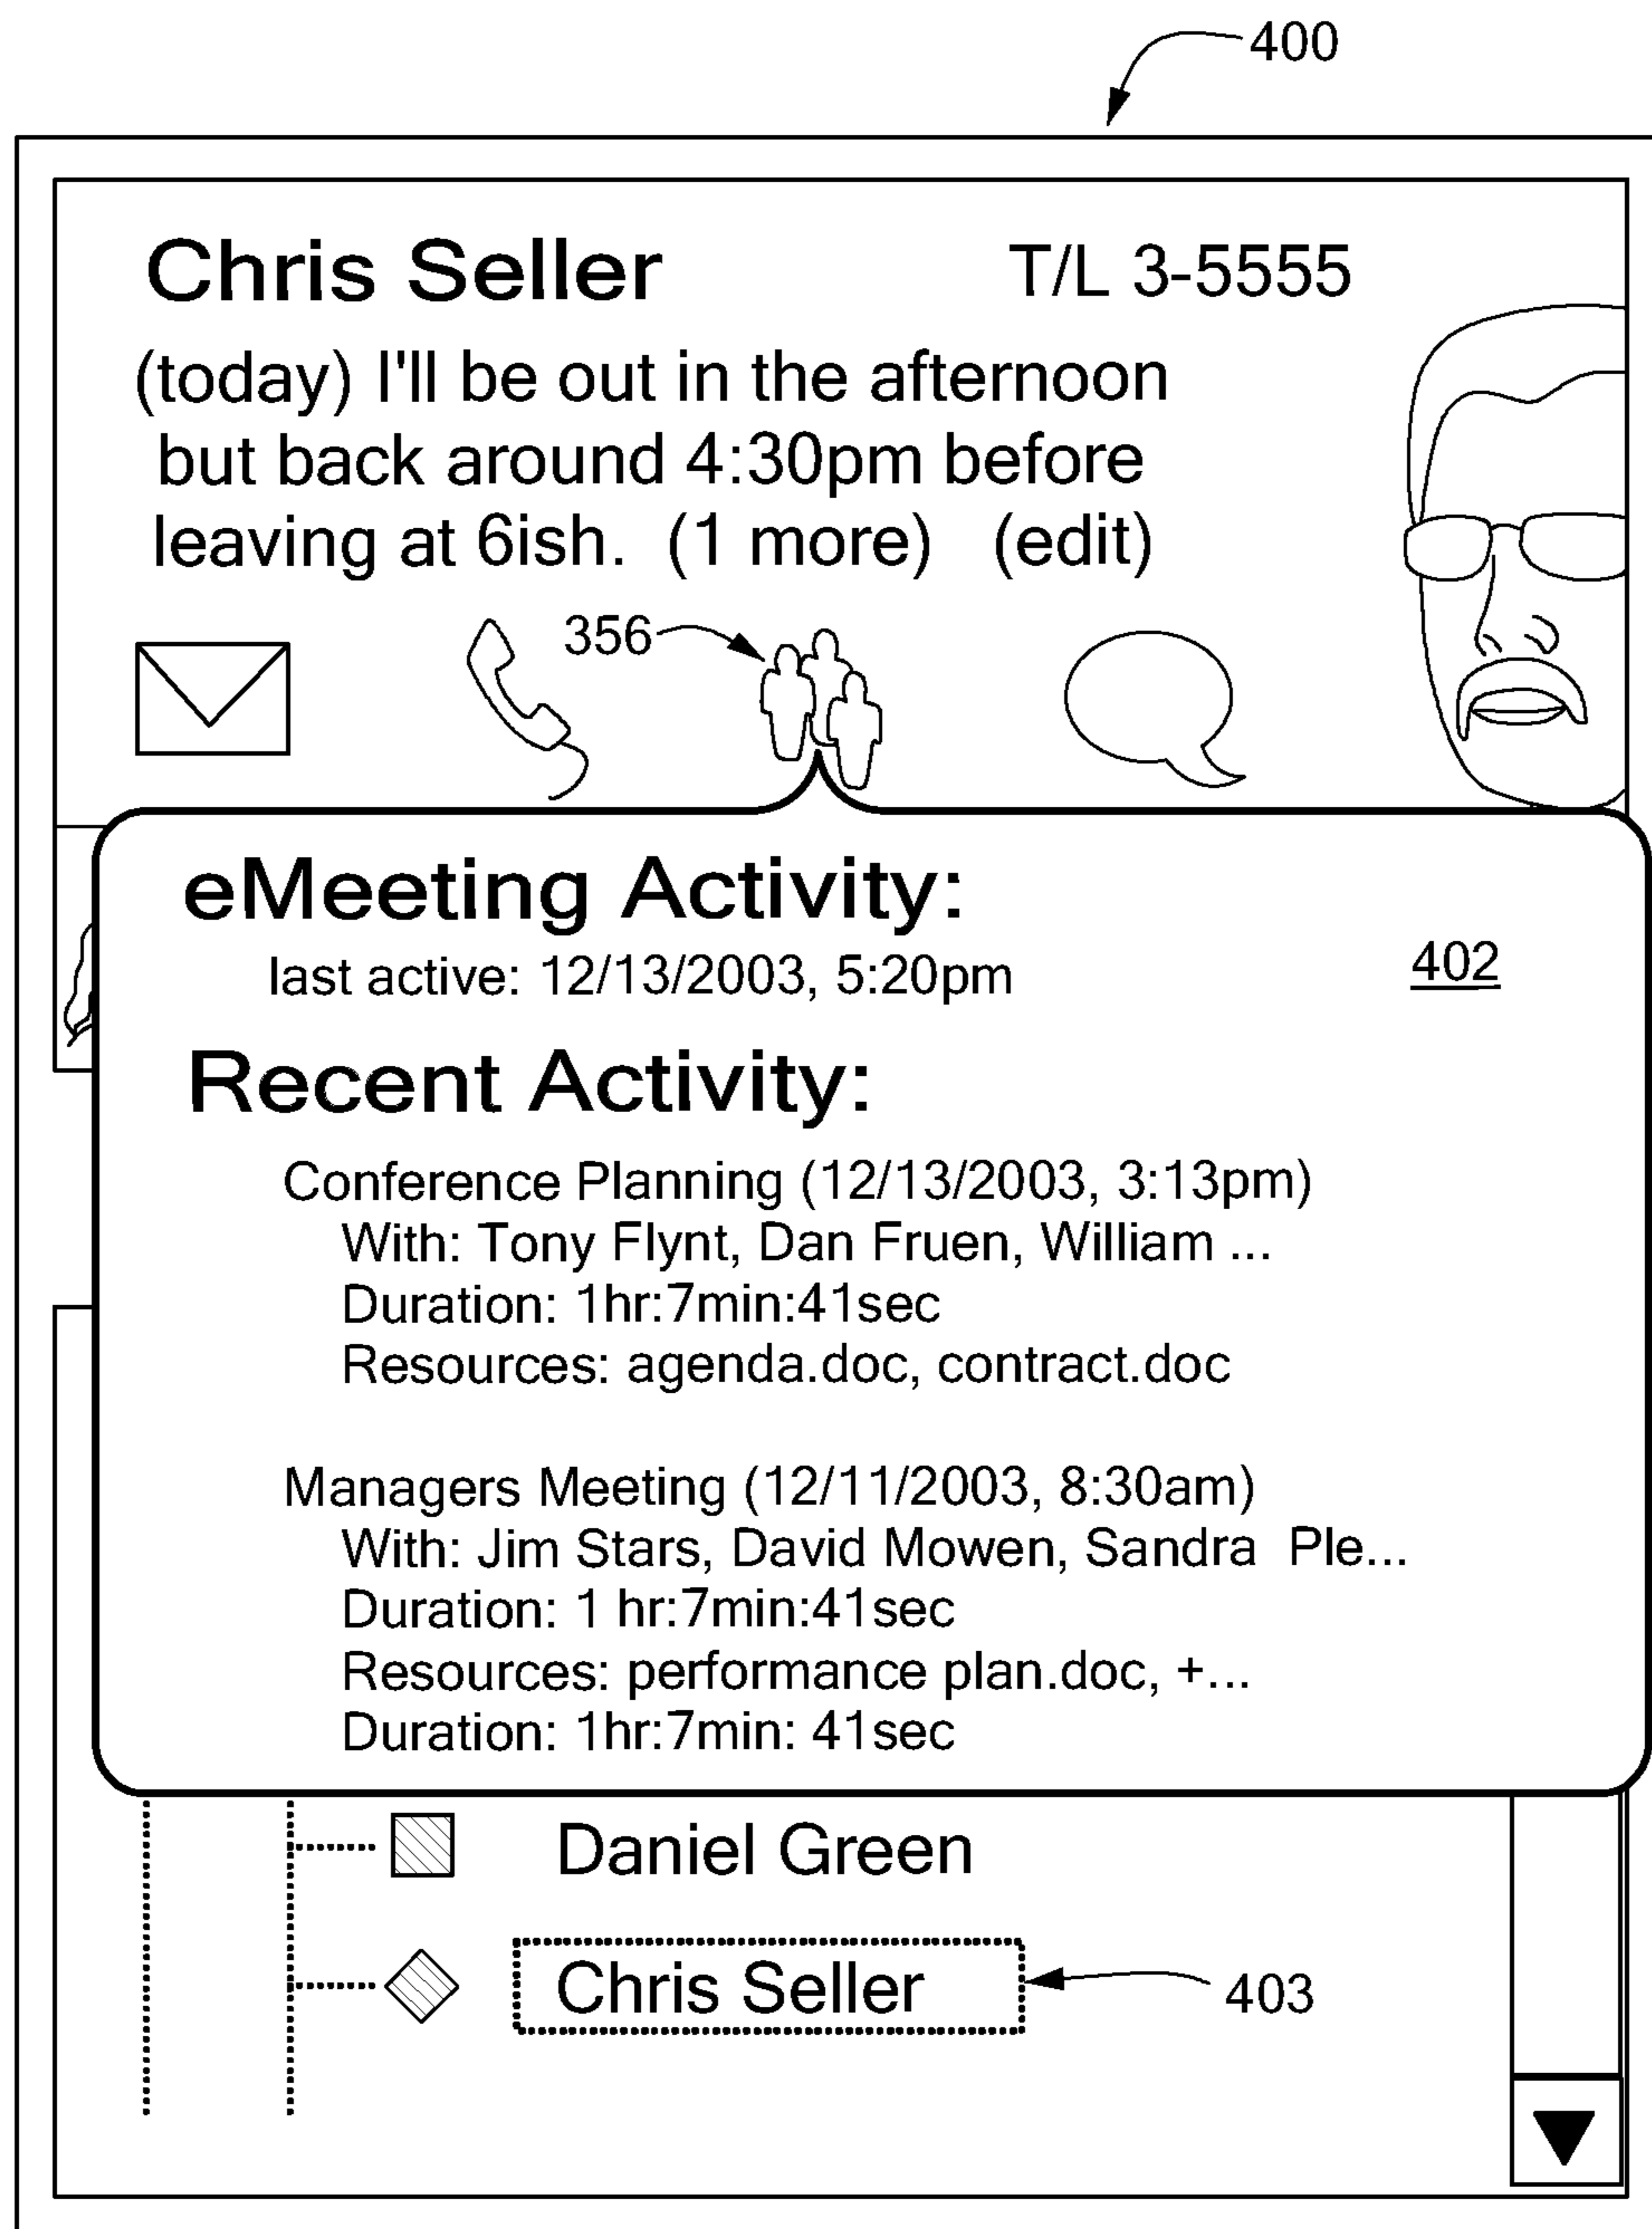 400
Chris Seller T/L 3-5555
(today) I'll be out in the afternoon
but back around 4:30pm before
leaving at 6ish. (1 more) (edit)
356
eMeeting Activity:
last active: 12/13/2003, 5:20pm 402
Recent Activity:
Conference Planning (12/13/2003, 3:13pm)
With: Tony Flynt, Dan Fruen, William ...
Duration: 1hr:7min:41sec
Resources: agenda.doc, contract.doc
Managers Meeting (12/11/2003, 8:30am)
With: Jim Stars, David Mowen, Sandra Ple...
Duration: 1 hr:7min:41sec
Resources: performance plan.doc, +...
Duration: 1hr:7min: 41sec
Daniel Green
Chris Seller 403